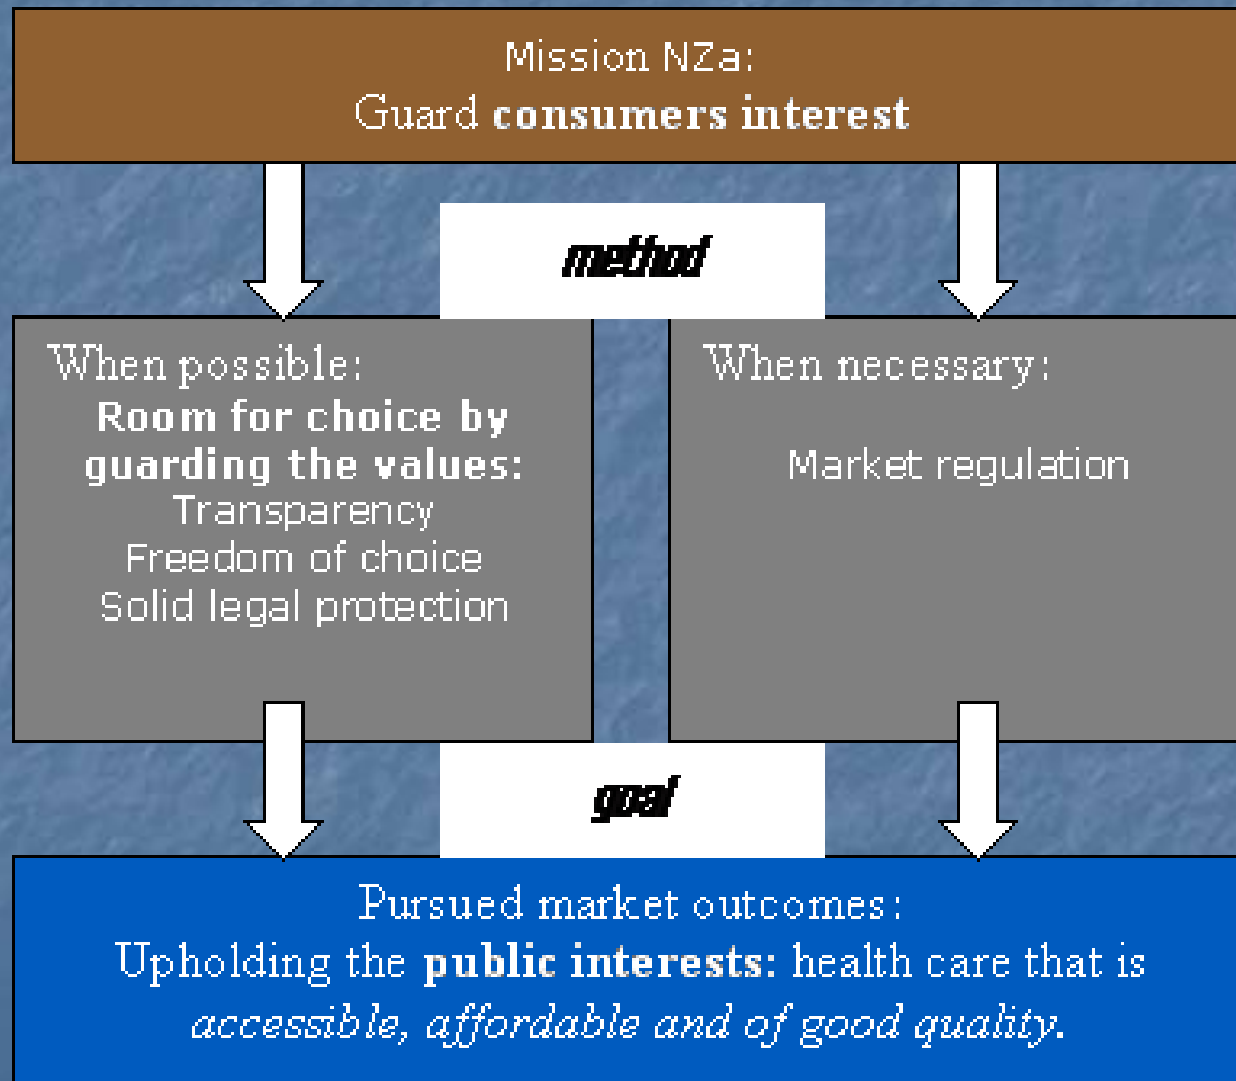 Mission NZa:
Guard consumers interest
method
When possible:
Room for choice by
guarding the values:
Transparency
Freedom of choice
Solid legal protection
When necessary:
Market regulation
goal
Pursued market outcomes:
Upholding the public interests: health care that is
accessible, affordable and of good quality.